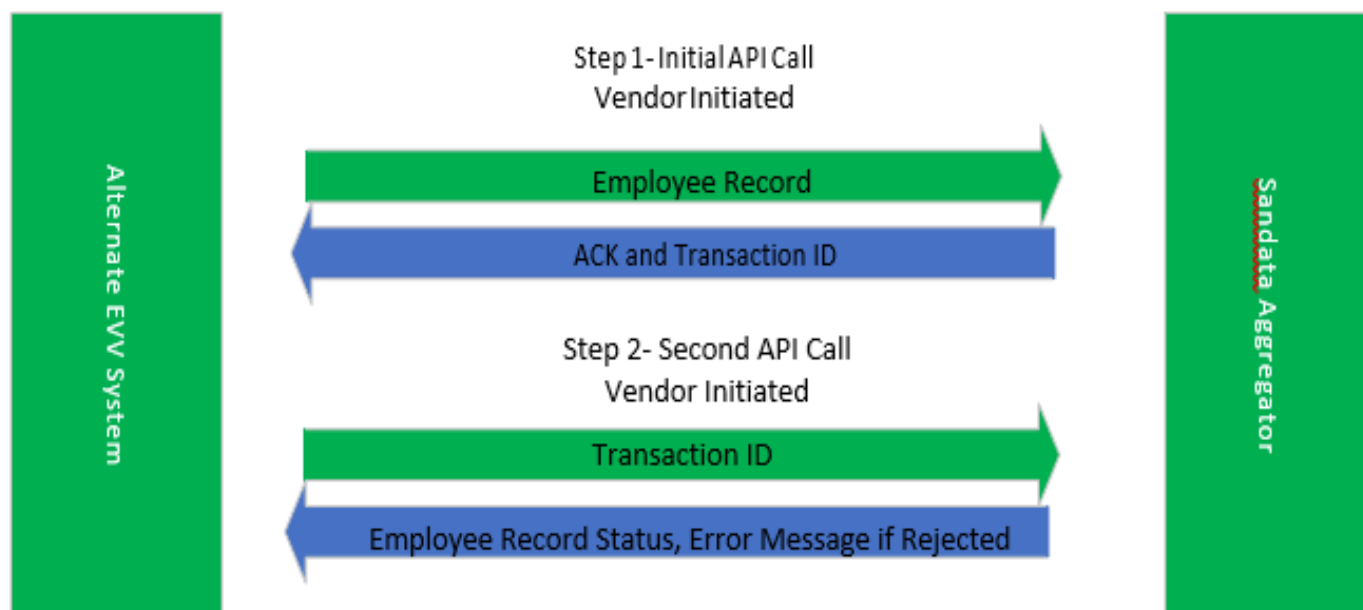 Alternate EVV System
Step 1- Initial API Call
Vendor Initiated
Employee Record
ACK and Transaction ID
Step 2- Second API Call
Vendor Initiated
Transaction ID
Employee Record Status, Error Message if Rejected
Sandata Aggregator